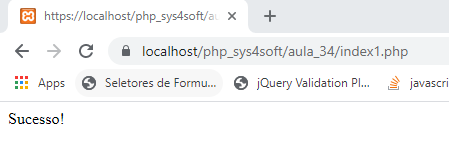 https://localhost/php_sys4soft/au
localhost/php_sys4soft/aula_34/index1.php
Apps Seletores de Formu... jQuery Validation Pl... javascri
Sucesso!